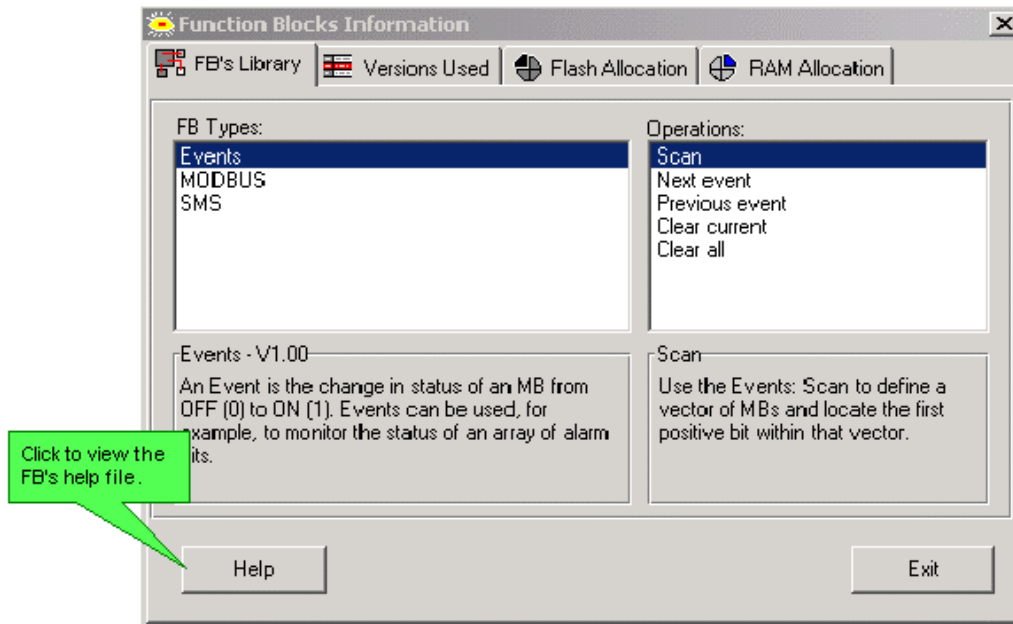 Function Blocks Information
FB's Library
Versions Used
Flash Allocation
RAM Allocation
FB Types:
Events
MODBUS
SMS
Operations:
Scan
Next event
Previous event
Clear current
Clear all
Events - V1.00
An Event is the change in status of an MB from
OFF (0) to ON (1). Events can be used, for
example, to monitor the status of an array of alarm
its.
Scan
Use the Events: Scan to define a
vector of MBs and locate the first
positive bit within that vector.
Click to view the
FB's help file.
Help
Exit